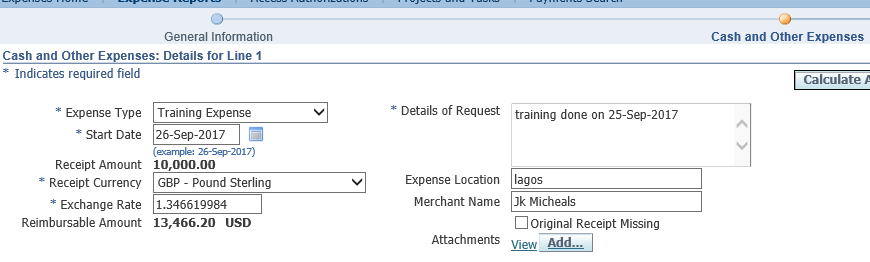 Expenses Home Expense Reports Access Authorizations Projects and Tasks Payments Search
General Information Cash and Other Expenses
Cash and Other Expenses: Details for Line 1
* Indicates required field
Calculate
* Expense Type Training Expense
* Start Date 26-Sep-2017
(example: 26-Sep-2017)
Receipt Amount 10,000.00
* Receipt Currency GBP - Pound Sterling
* Exchange Rate 1.346619984
Reimbursable Amount 13,466.20 USD
* Details of Request training done on 25-Sep-2017
Expense Location lagos
Merchant Name Jk Micheals
Original Receipt Missing
Attachments View Add...